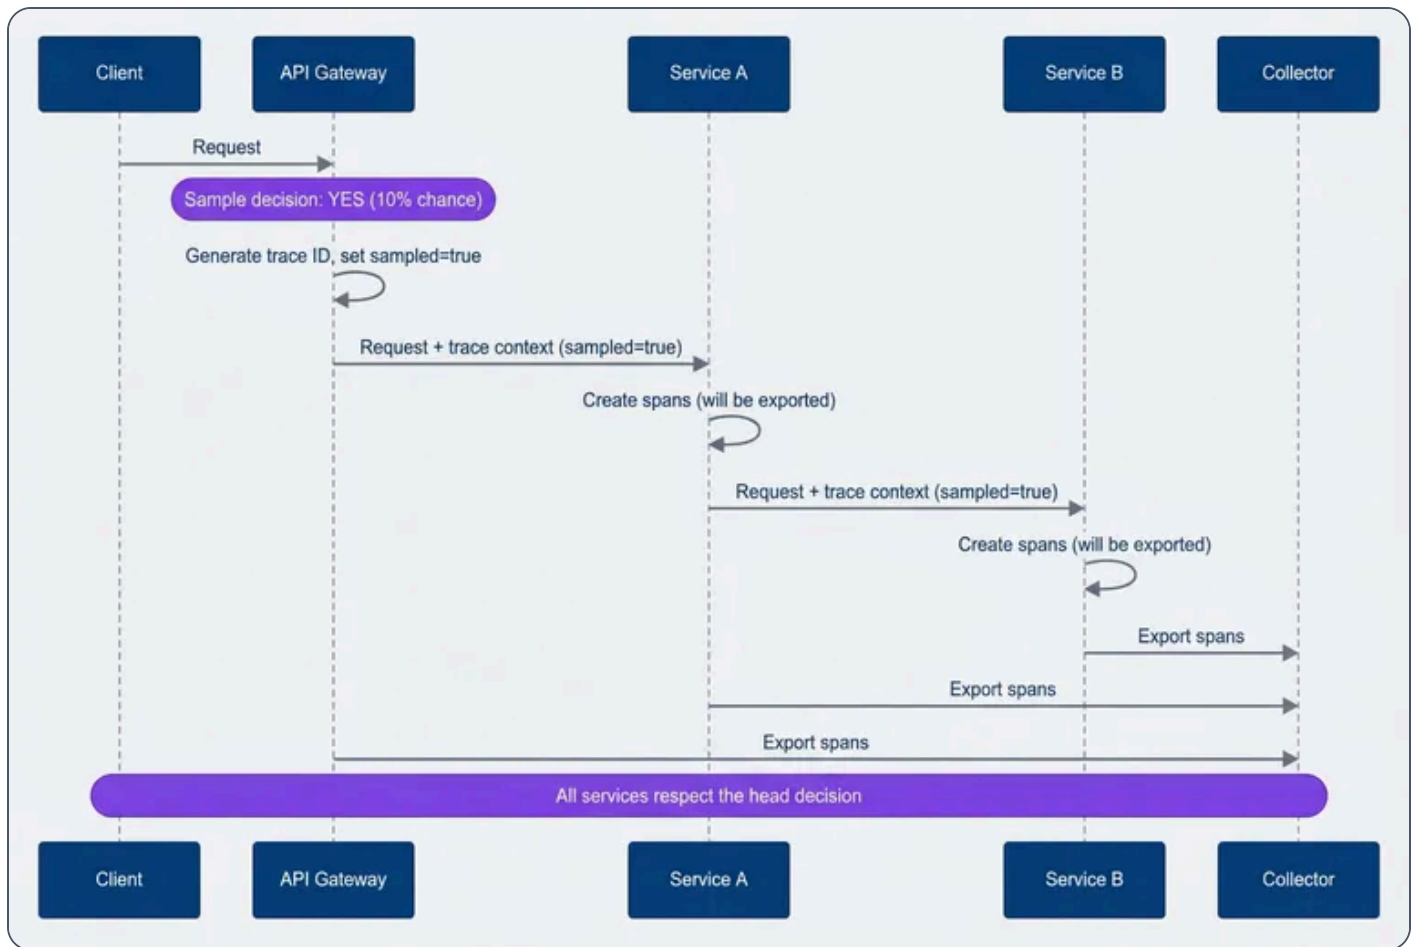 Client
API Gateway
Service A
Service B
Collector
Request
Sample decision: YES (10% chance)
Generate trace ID, set sampled=true
Request + trace context (sampled=true)
Create spans (will be exported)
Request + trace context (sampled=true)
Create spans (will be exported)
Export spans
Export spans
Export spans
All services respect the head decision
Client
API Gateway
Service A
Service B
Collector